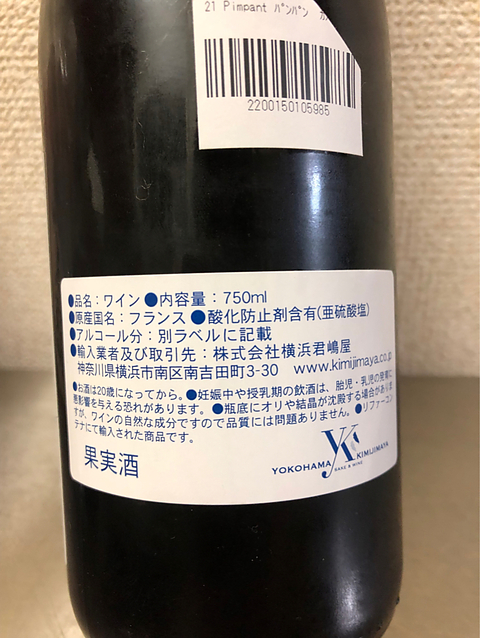 21 Pimpant パンパン
2200150105985
●品名：ワイン ●内容量：750ml
●原産国名：フランス ●酸化防止剤含有(亜硫酸塩)
●アルコール分：別ラベルに記載
●輸入業者及び取引先：株式会社横浜君嶋屋
神奈川県横浜市南区南吉田町3-30 www.kimijimaya.co.jp
●お酒は20歳になってから。●妊娠中や授乳期の飲酒は、胎児・乳児の発育に
悪影響を与える恐れがあります。●瓶底にオリや結晶が沈殿する場合がありま
すが、ワインの自然な成分ですので品質には問題ありません。●リファーコン
テナにて輸入された商品です。
果実酒
YK
YOKOHAMA KIMIJIMAYA
SAKE & WINE